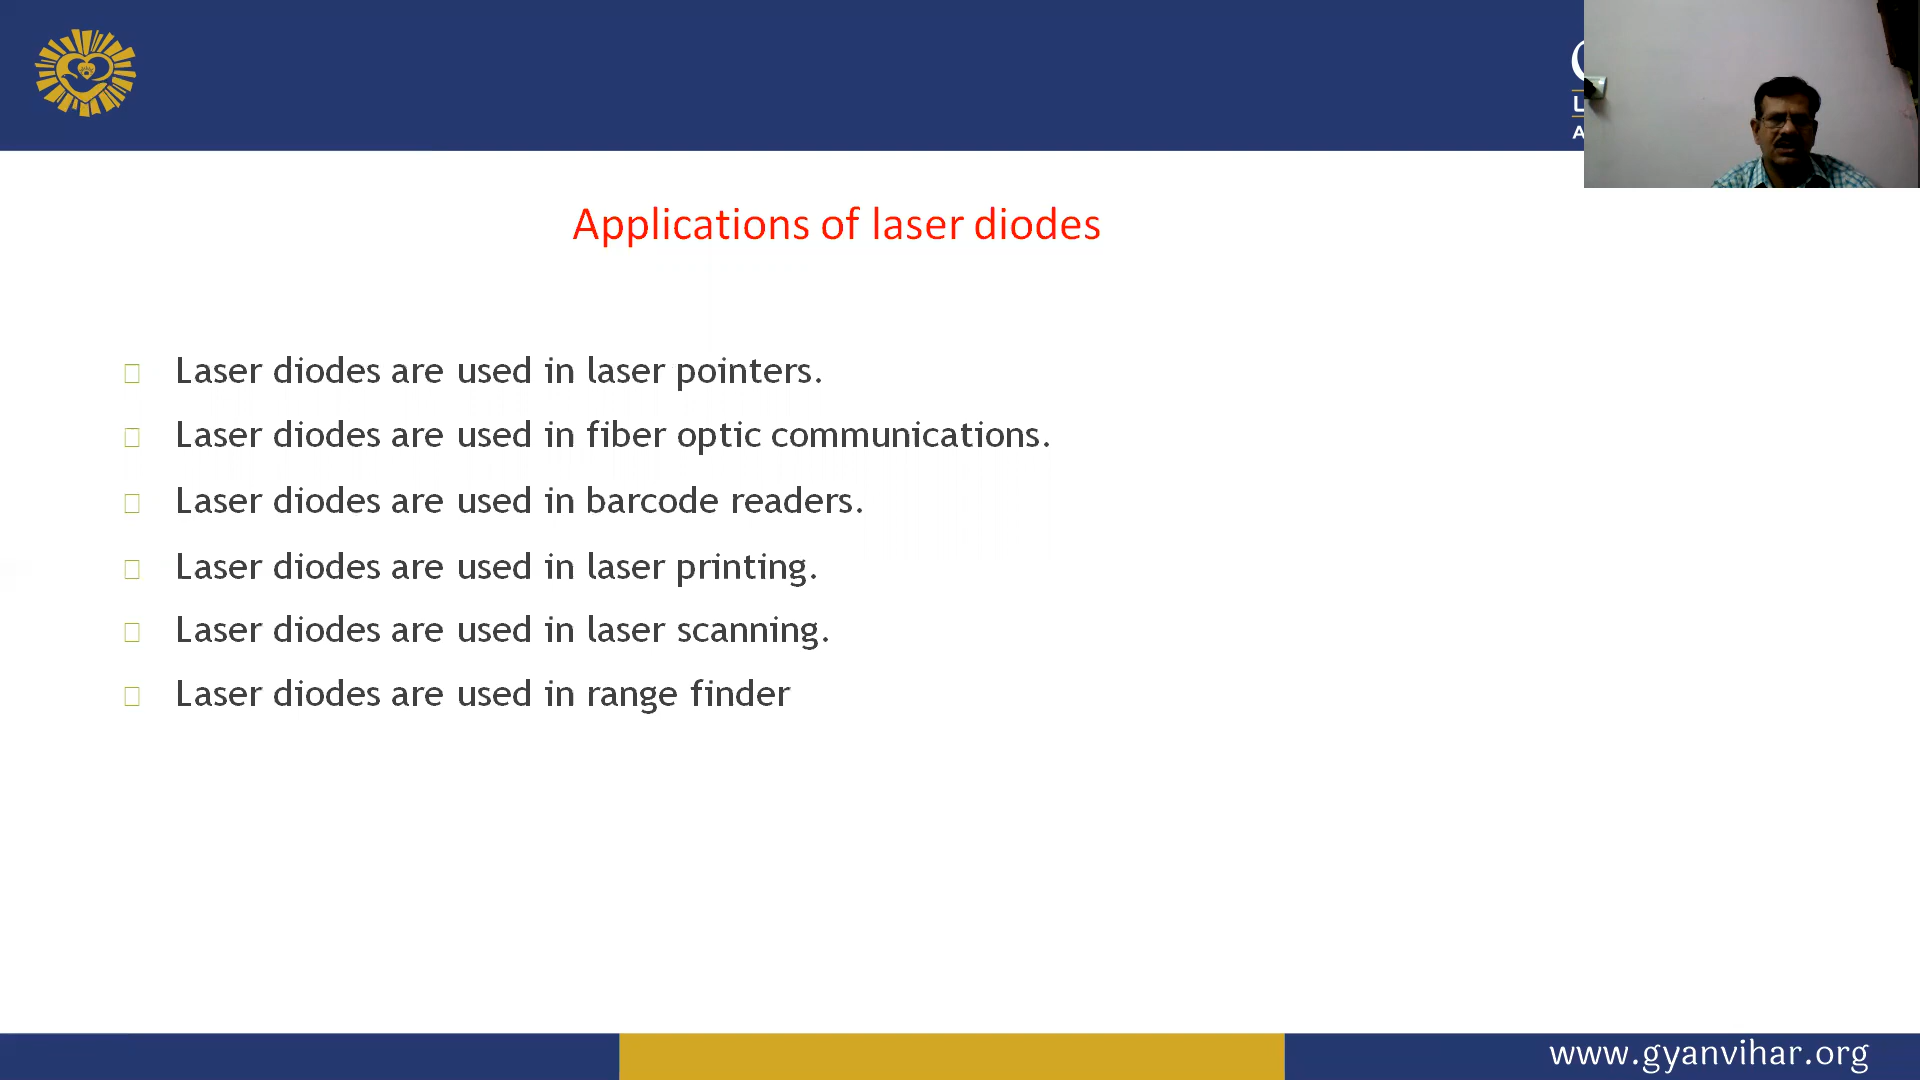 Applications of laser diodes
Laser diodes are used in laser pointers.
Laser diodes are used in fiber optic communications.
Laser diodes are used in barcode readers.
Laser diodes are used in laser printing.
Laser diodes are used in laser scanning.
Laser diodes are used in range finder
www.gyanvihar.org